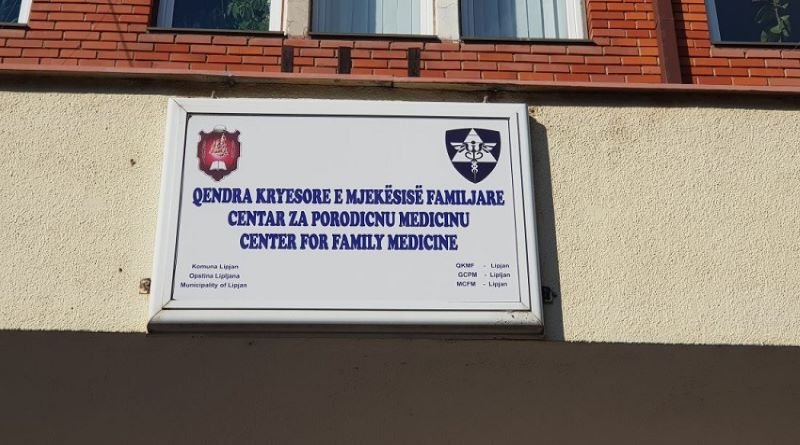 QENDRA KRYESORE E MJEKËSISË FAMILJARE
CENTAR ZA PORODICNU MEDICINU
CENTER FOR FAMILY MEDICINE
Komuna Lipjan
Opstina Lipljana
Municipality of Lipjan
QKMF - Lipjan
GCPM - Lipljan
MCFM - Lipjan